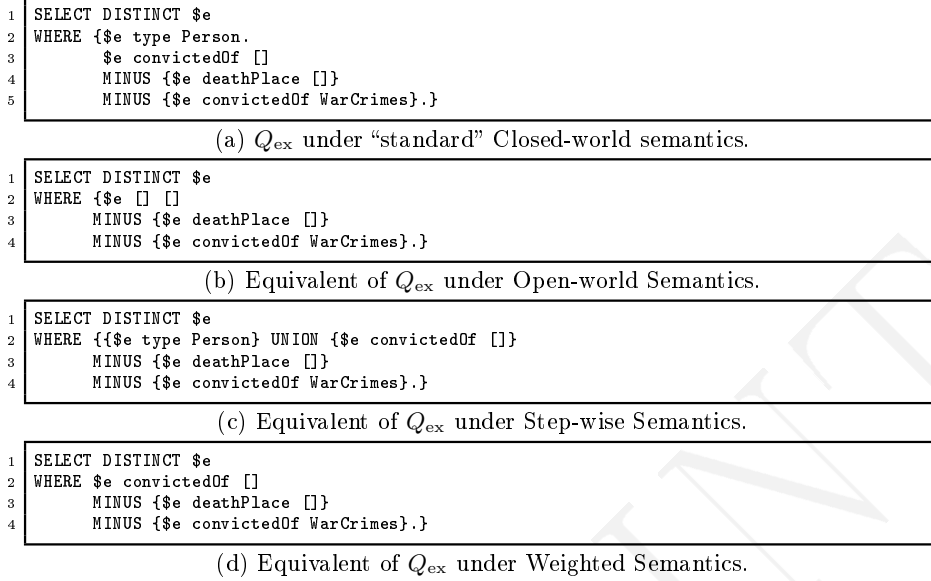 1 SELECT DISTINCT $e
2 WHERE {$e type Person.
3 $e convictedOf []
4 MINUS {$e deathPlace []}
5 MINUS {$e convictedOf WarCrimes}.}
(a) Qex under “standard” Closed-world semantics.
1 SELECT DISTINCT $e
2 WHERE {$e [] []
3 MINUS {$e deathPlace []}
4 MINUS {$e convictedOf WarCrimes}.}
(b) Equivalent of Qex under Open-world Semantics.
1 SELECT DISTINCT $e
2 WHERE {{$e type Person} UNION {$e convictedOf []}
3 MINUS {$e deathPlace []}
4 MINUS {$e convictedOf WarCrimes}.}
(c) Equivalent of Qex under Step-wise Semantics.
1 SELECT DISTINCT $e
2 WHERE $e convictedOf []
3 MINUS {$e deathPlace []}
4 MINUS {$e convictedOf WarCrimes}.}
(d) Equivalent of Qex under Weighted Semantics.